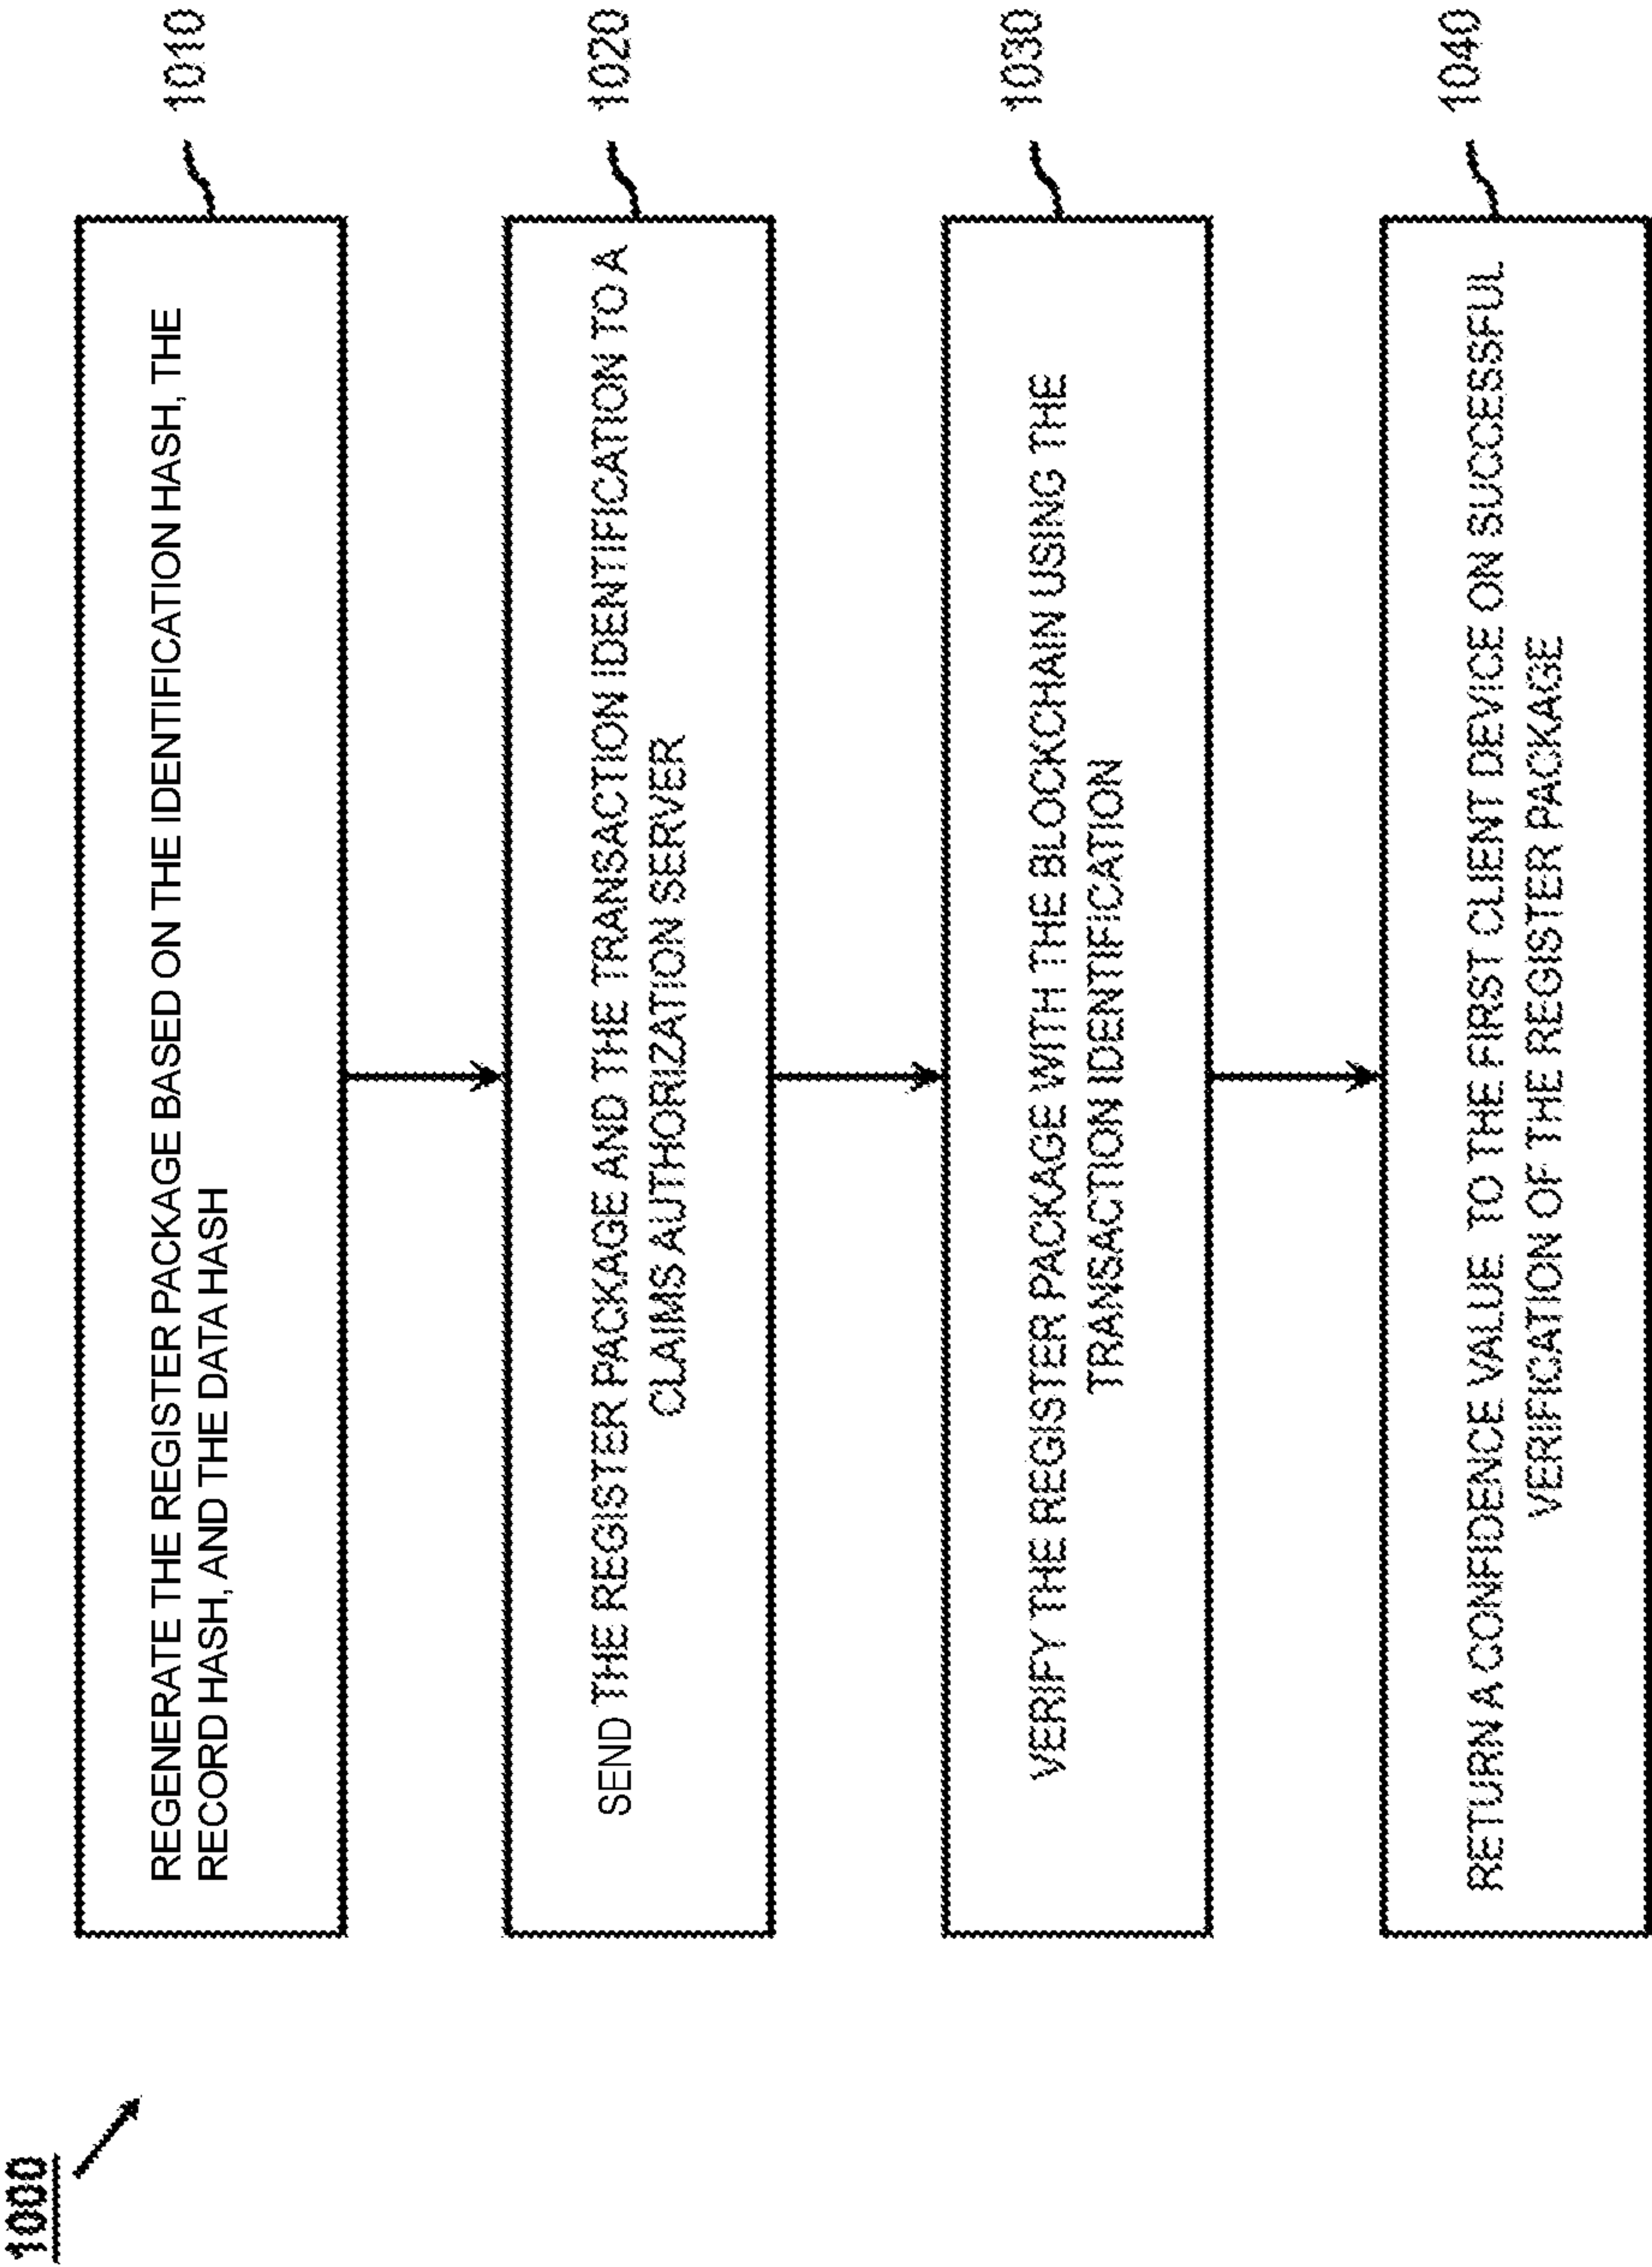 1000
REGENERATE THE REGISTER PACKAGE BASED ON THE IDENTIFICATION HASH, THE
RECORD HASH, AND THE DATA HASH
1010
SEND THE REGISTER PACKAGE AND THE TRANSACTION IDENTIFICATION TO A
CLAIMS AUTHORIZATION SERVER
1020
VERIFY THE REGISTER PACKAGE WITH THE BLOCKCHAIN USING THE
TRANSACTION IDENTIFICATION
1030
RETURN A CONFIDENCE VALUE TO THE FIRST CLIENT DEVICE ON SUCCESSFUL
VERIFICATION OF THE REGISTER PACKAGE
1040